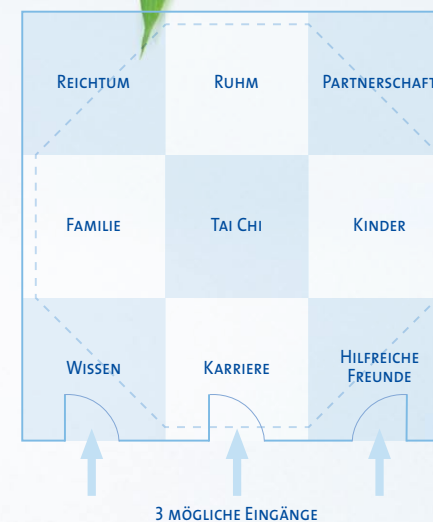 REICHTUM RUHM PARTNERSCHAFT
FAMILIE TAI CHI KINDER
WISSEN KARRIERE HILFREICHE
FREUNDE
3 MÖGLICHE EINGÄNGE